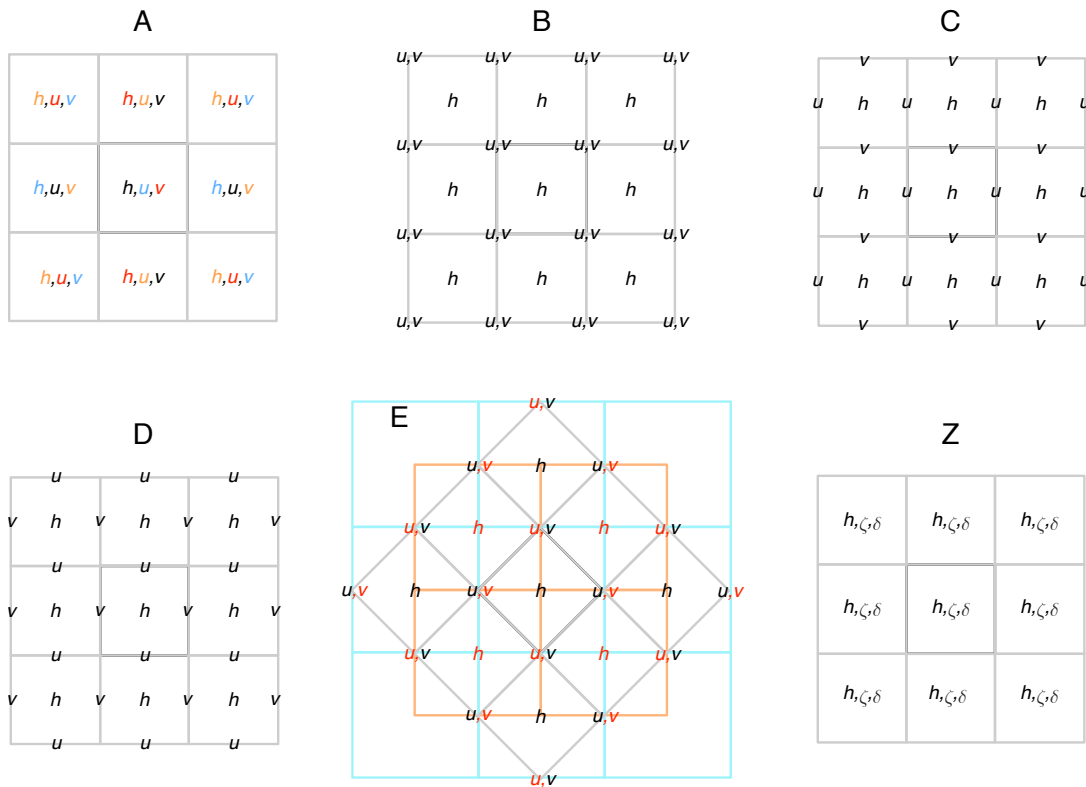 A
h,u,v h,u,v h,u,v
h,u,v h,u,v h,u,v
h,u,v h,u,v h,u,v
B
u,v u,v u,v u,v
h h h
u,v u,v u,v u,v
h h h
u,v u,v u,v u,v
h h h
u,v u,v u,v u,v
C
v v v
u h u h u h u
v v v
u h u h u h u
v v v
u h u h u h u
v v v
D
u u u
v h v h v h v
u u u
v h v h v h v
u u u
v h v h v h v
u u u
E
u,v
u,v h u,v
u,v h u,v h u,v
u,v h u,v h u,v h u,v
u,v h u,v h u,v
u,v h u,v
u,v
Z
h,ζ,δ h,ζ,δ h,ζ,δ
h,ζ,δ h,ζ,δ h,ζ,δ
h,ζ,δ h,ζ,δ h,ζ,δ